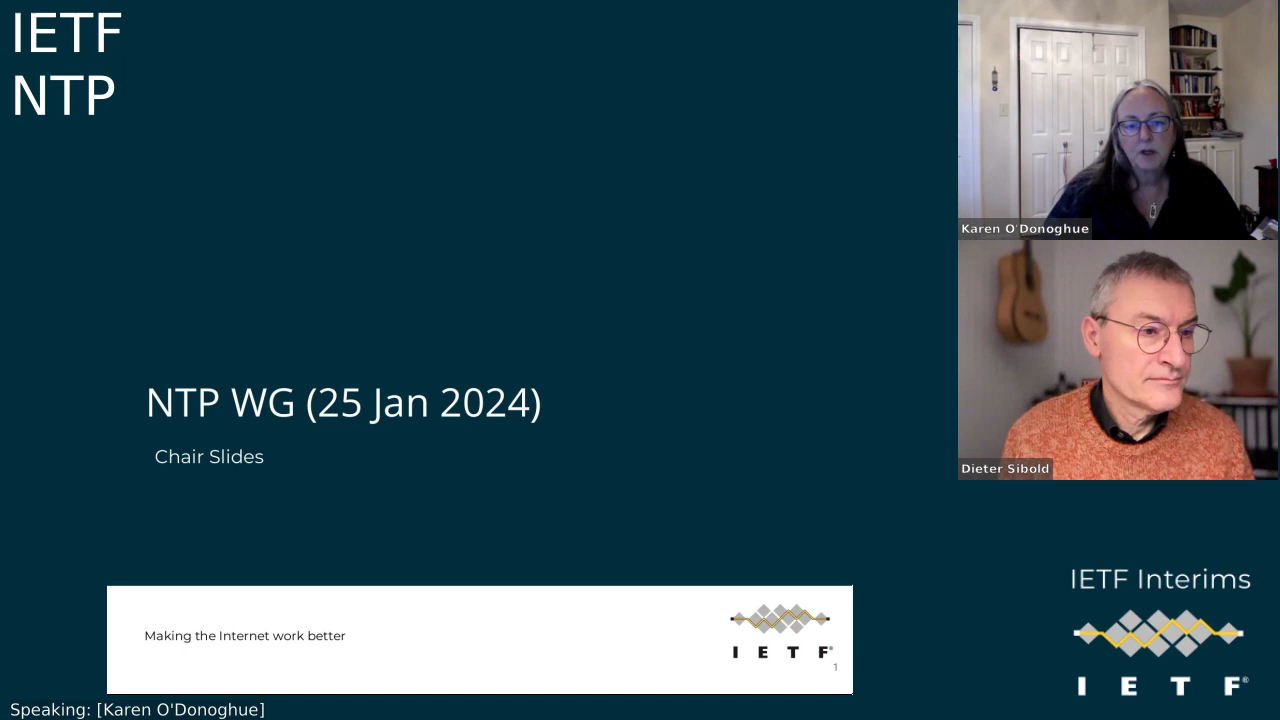 IETF
NTP
Karen O'Donoghue
Dieter Sibold
NTP WG (25 Jan 2024)
Chair Slides
Making the Internet work better
I E T F®
1
IETF Interims
I E T F®
Speaking: [Karen O'Donoghue]